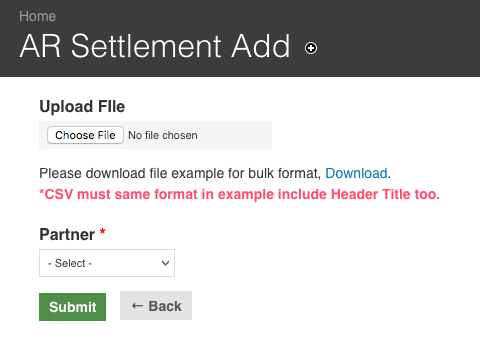 Home
AR Settlement Add
Upload FIle
Choose File No file chosen
Please download file example for bulk format, Download.
*CSV must same format in example include Header Title too.
Partner *
- Select -
Submit ← Back